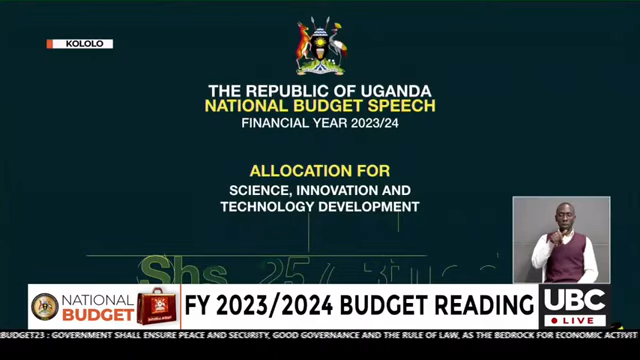 KOLOLO
THE REPUBLIC OF UGANDA
NATIONAL BUDGET SPEECH
FINANCIAL YEAR 2023/24
ALLOCATION FOR
SCIENCE, INNOVATION AND
TECHNOLOGY DEVELOPMENT
Shs
NATIONAL
BUDGET
FY 2023/2024 BUDGET READING
UBC
LIVE
BUDGET23 : GOVERNMENT SHALL ENSURE PEACE AND SECURITY, GOOD GOVERNANCE AND THE RULE OF LAW, AS THE BEDROCK FOR ECONOMIC ACTIVIT